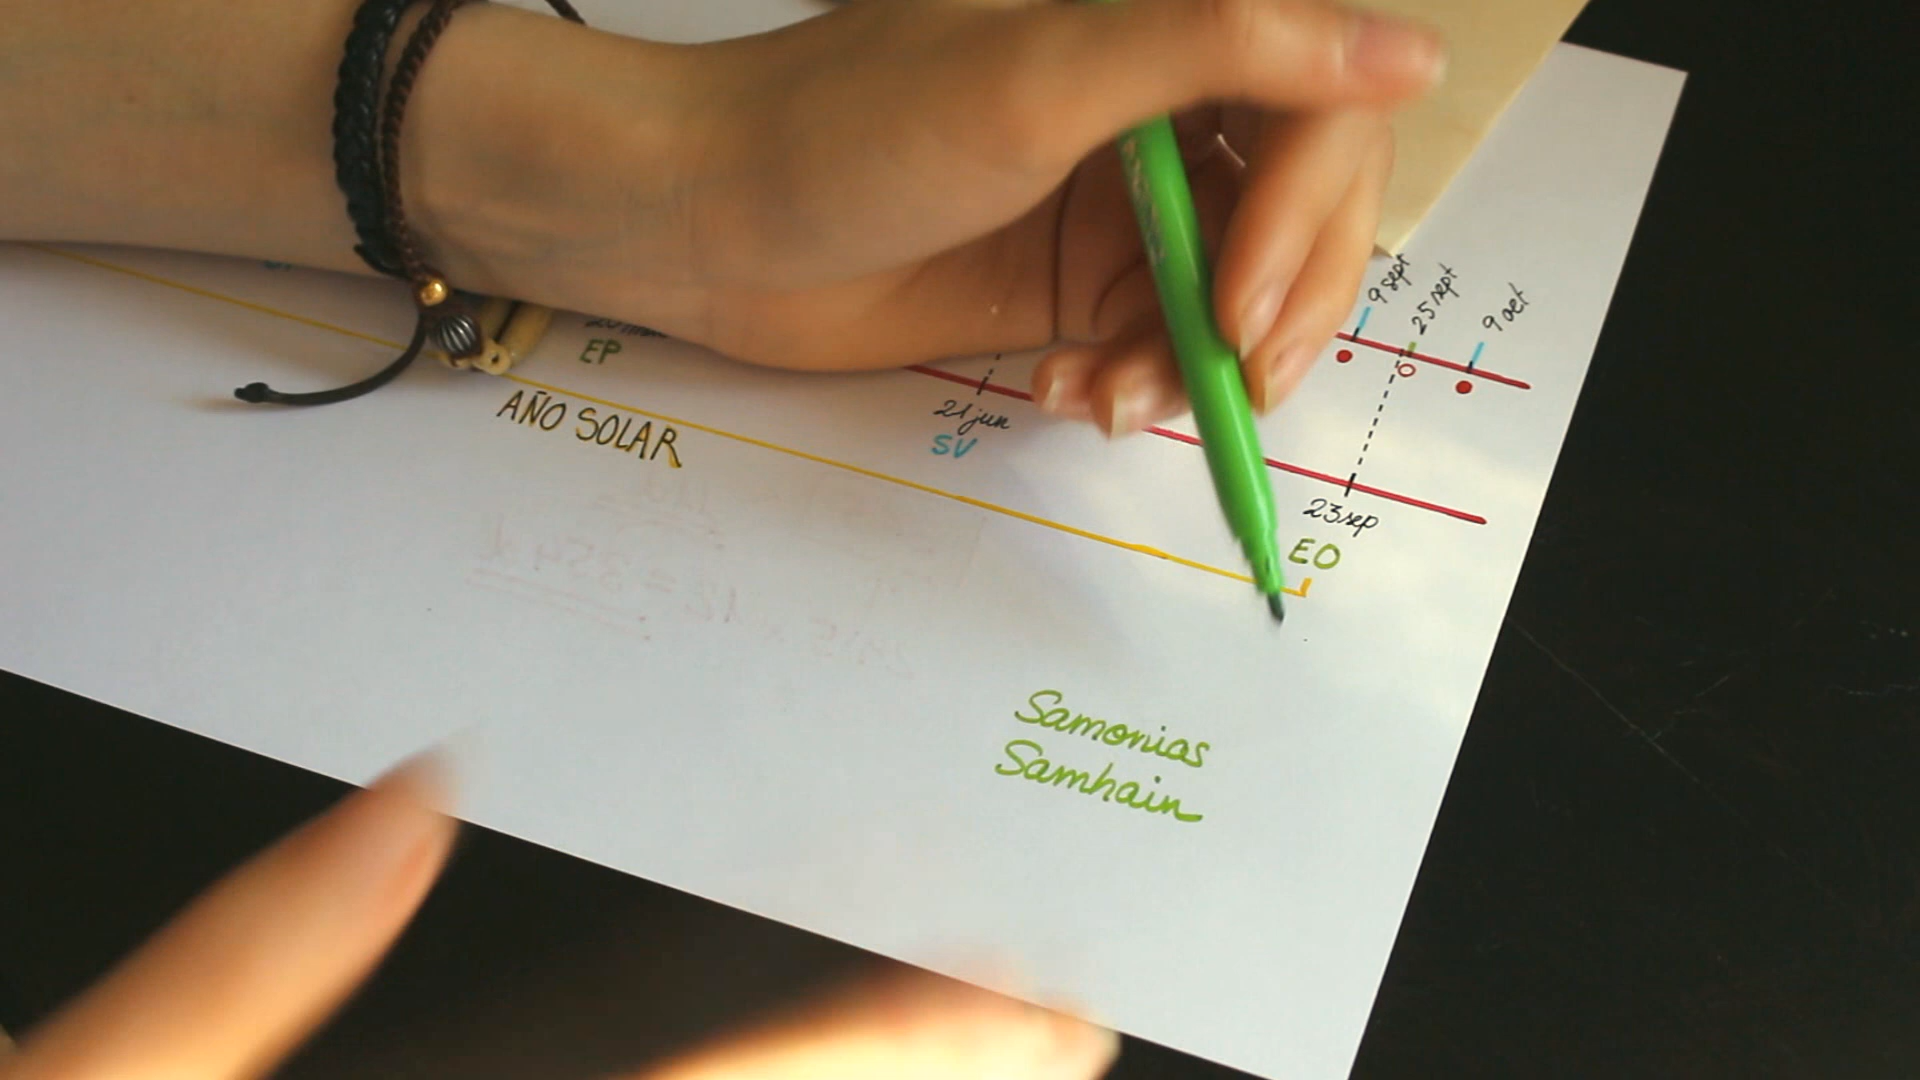 9 sept
25 sept
9 oct
EP
21 jun
SV
AÑO SOLAR
23 sep
EO
Samonias
Samhain